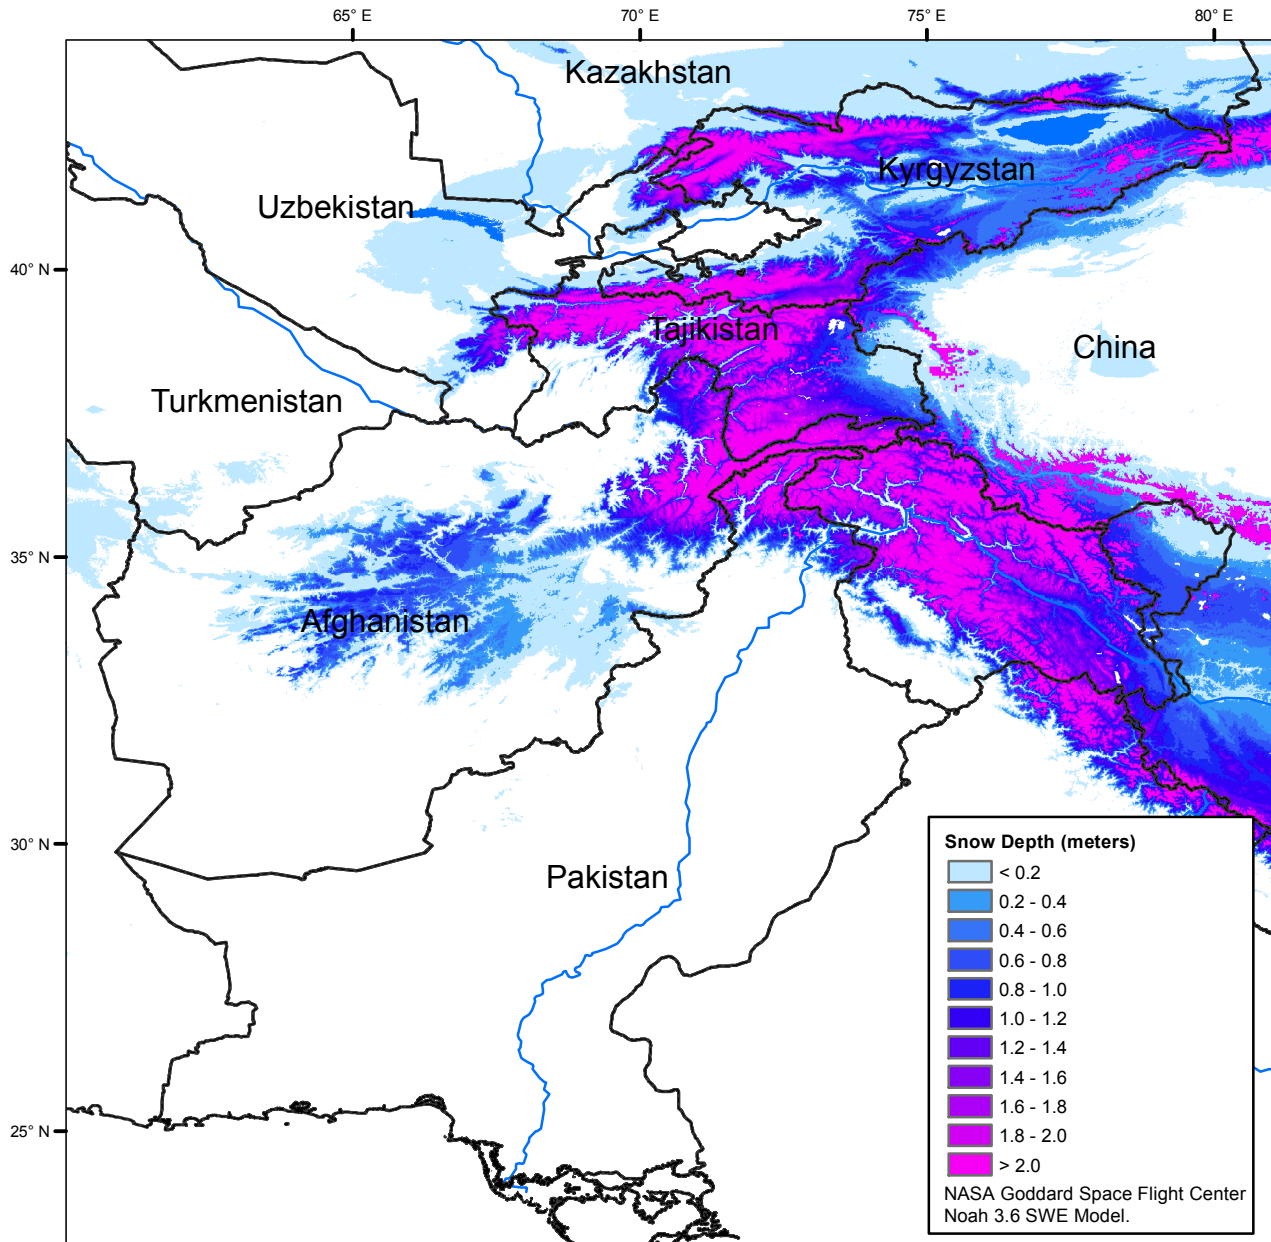 65° E
70° E
75° E
80° E
Kazakhstan
Kyrgyzstan
Uzbekistan
40° N
Tajikistan
China
Turkmenistan
35° N
Afghanistan
30° N
Pakistan
25° N
Snow Depth (meters)
< 0.2
0.2 - 0.4
0.4 - 0.6
0.6 - 0.8
0.8 - 1.0
1.0 - 1.2
1.2 - 1.4
1.4 - 1.6
1.6 - 1.8
1.8 - 2.0
> 2.0
NASA Goddard Space Flight Center
Noah 3.6 SWE Model.